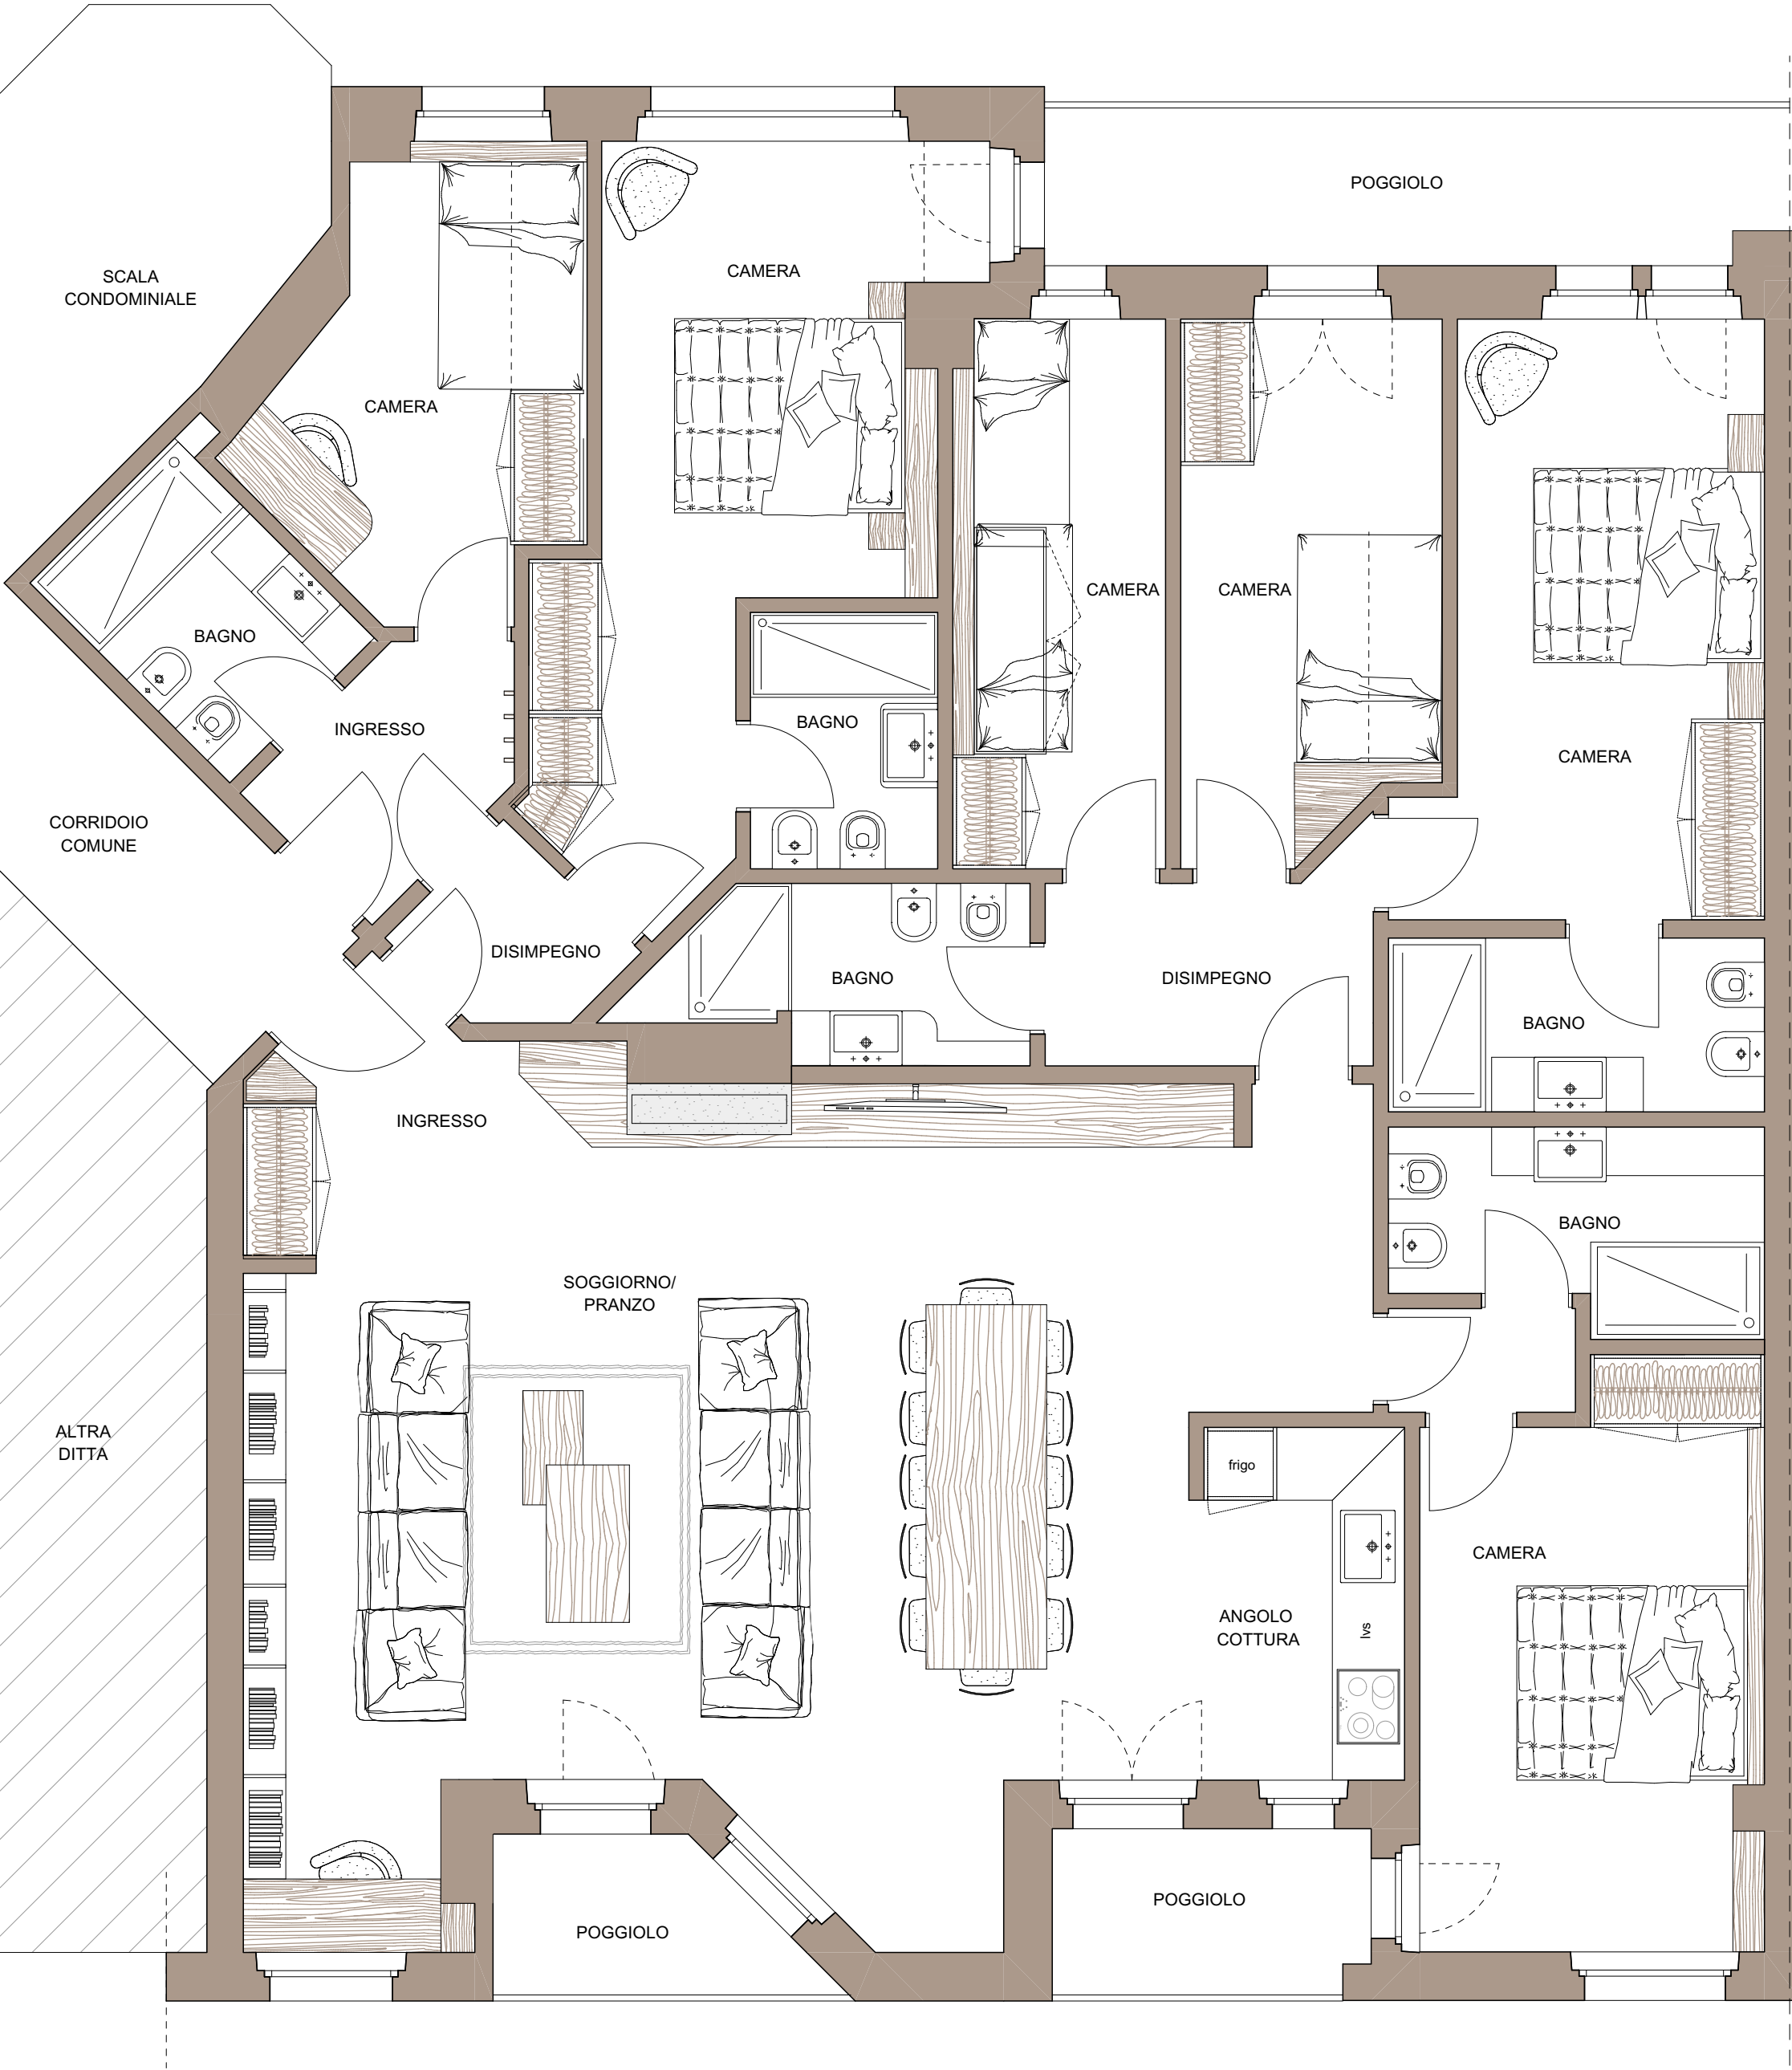 POGGIOLO
CAMERA
SCALA
CONDOMINIALE
CAMERA
CAMERA
CAMERA
BAGNO
BAGNO
INGRESSO
CAMERA
CORRIDOIO
COMUNE
DISIMPEGNO
BAGNO
DISIMPEGNO
BAGNO
INGRESSO
BAGNO
SOGGIORNO/
PRANZO
ALTRA
DITTA
frigo
CAMERA
ANGOLO
COTTURA
lvs
POGGIOLO
POGGIOLO